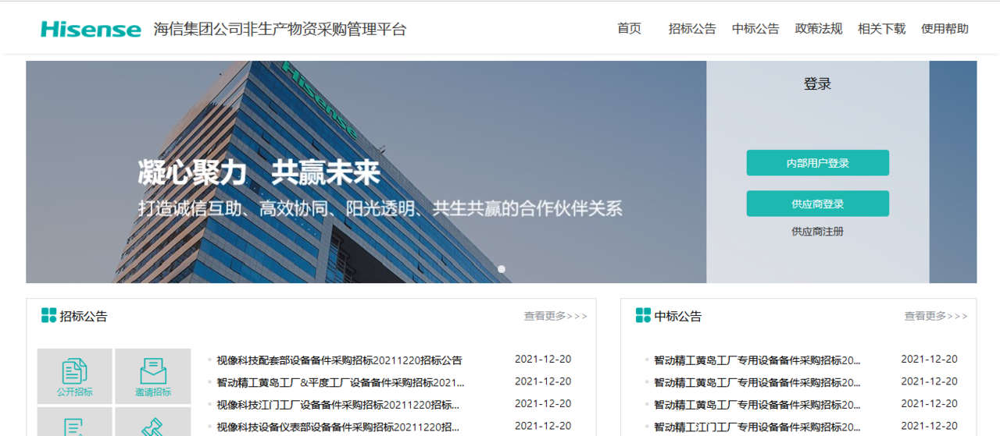 Hisense 海信集团公司非生产物资采购管理平台
首页 招标公告 中标公告 政策法规 相关下载 使用帮助
Hisense
凝心聚力 共赢未来
打造诚信互助、高效协同、阳光透明、共生共赢的合作伙伴关系
登录
内部用户登录
供应商登录
供应商注册
招标公告 查看更多>>>
公开招标
邀请招标
视像科技配套部设备备件采购招标20211220招标公告 2021-12-20
智动精工黄岛工厂&平度工厂设备备件采购招标2021... 2021-12-20
视像科技江门工厂设备备件采购招标20211220招标... 2021-12-20
视像科技设备仪表部设备备件采购招标20211220招... 2021-12-20
中标公告 查看更多>>>
智动精工黄岛工厂专用设备备件采购招标20... 2021-12-20
智动精工黄岛工厂专用设备备件采购招标20... 2021-12-20
智动精工黄岛工厂专用设备备件采购招标20... 2021-12-20
智动精工江门工厂专用设备备件采购招标20... 2021-12-20